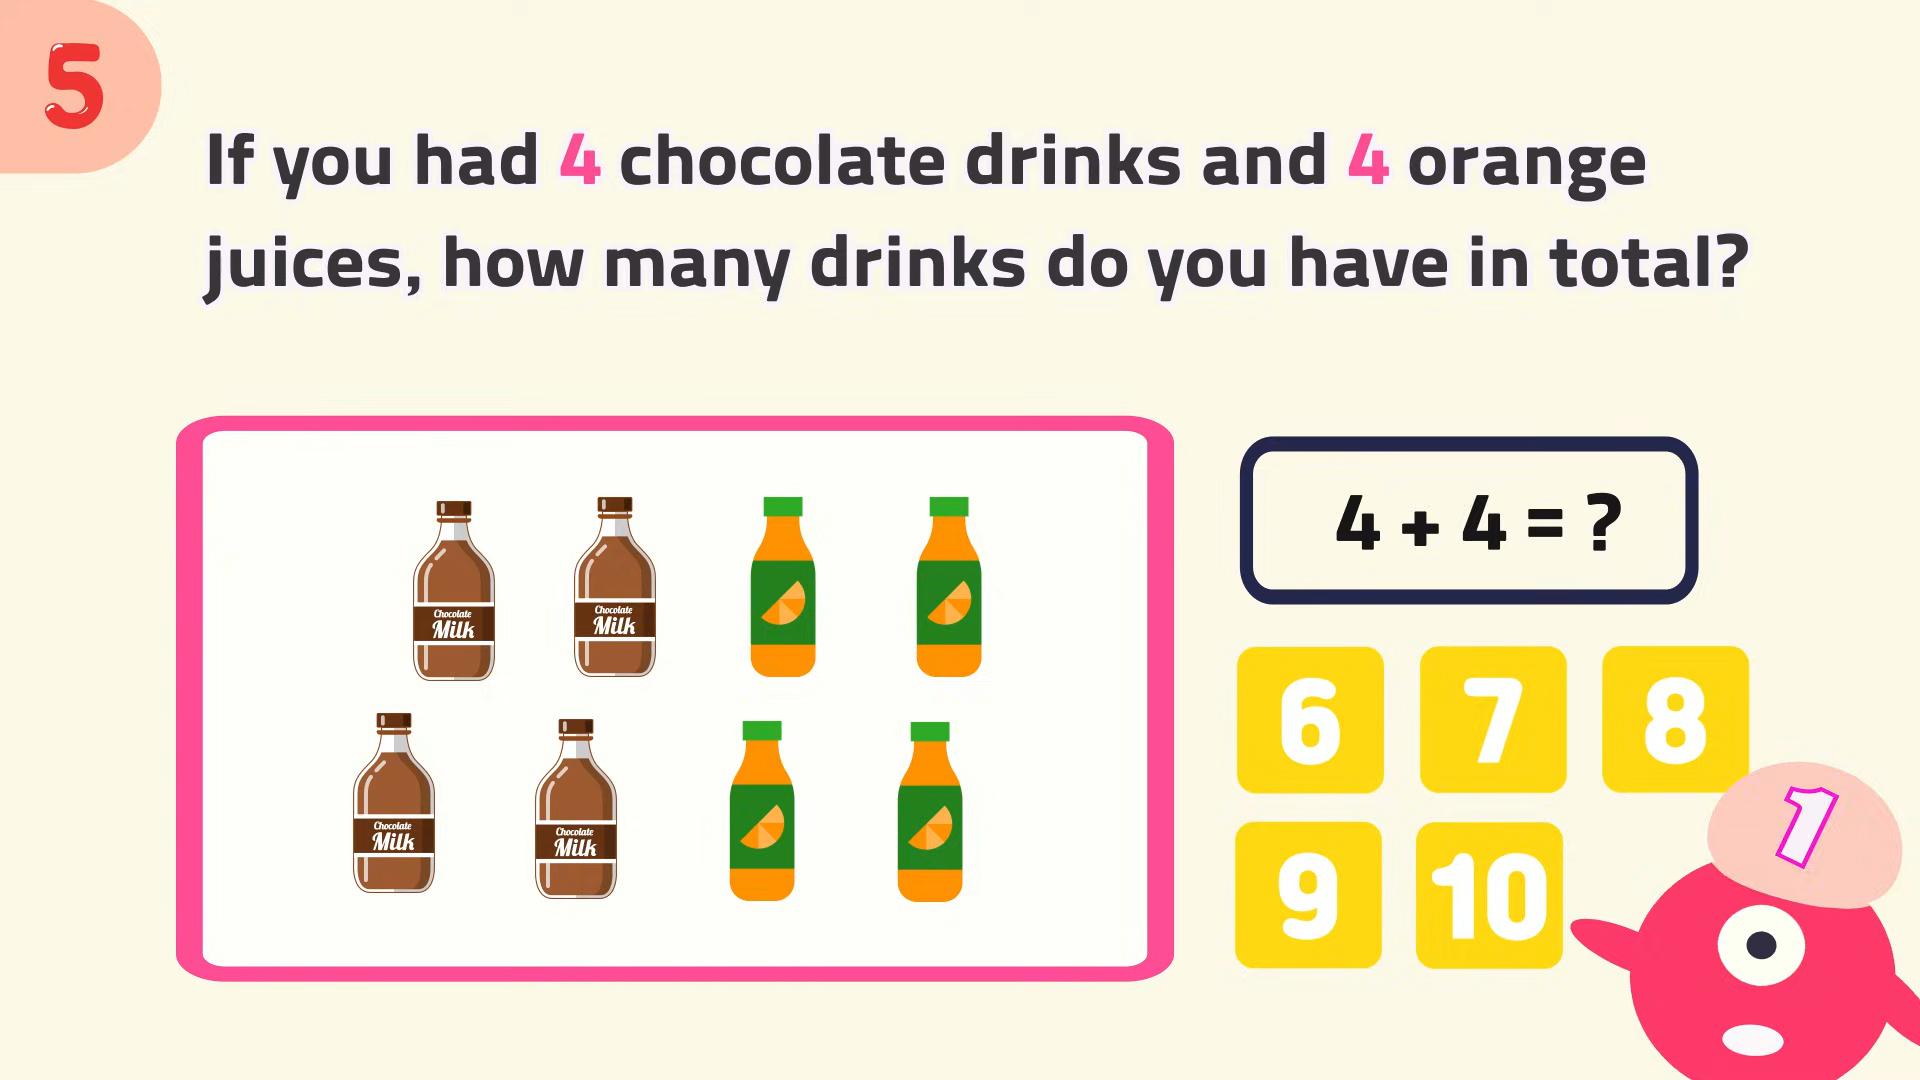 5
If you had 4 chocolate drinks and 4 orange
juices, how many drinks do you have in total?
Chocolate
Milk
Chocolate
Milk
Chocolate
Milk
Chocolate
Milk
4 + 4 = ?
6 7 8
9 10
1